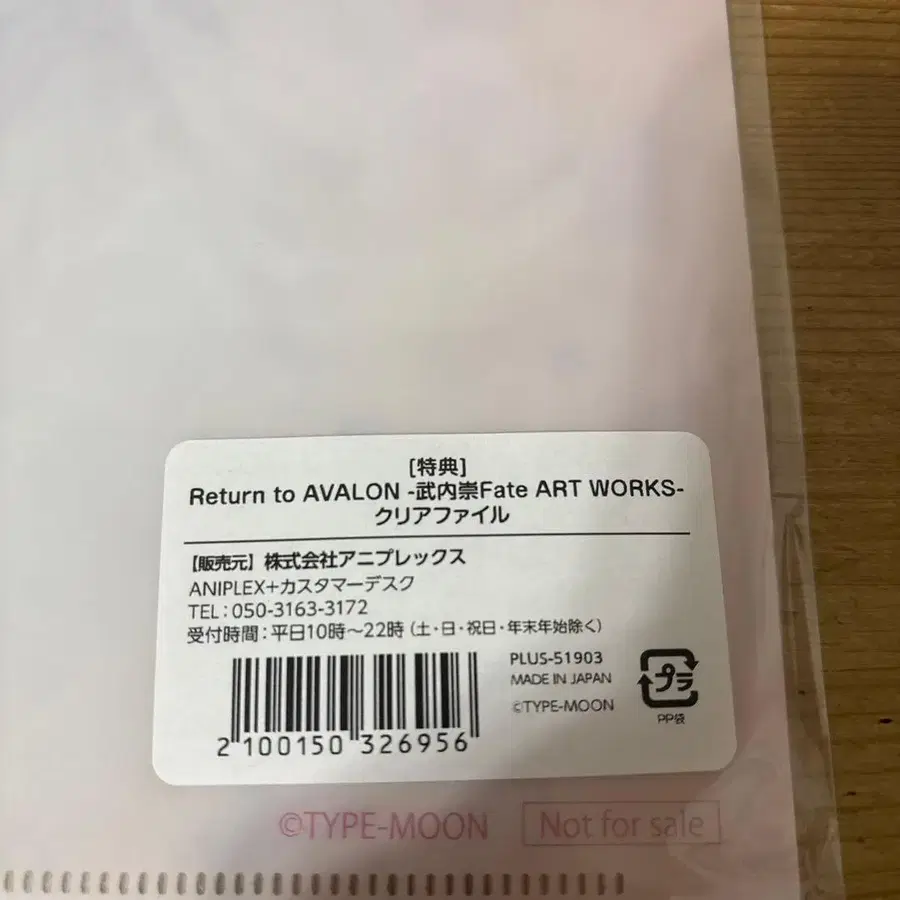 [特典]
Return to AVALON -武内崇Fate ART WORKS-
クリアファイル
【販売元】株式会社アニプレックス
ANIPLEX+カスタマーデスク
TEL：050-3163-3172
受付時間：平日10時～22時（土・日・祝日・年末年始除く）
PLUS-51903
MADE IN JAPAN
©TYPE-MOON
プラ
PP袋
2 100150 326956
©TYPE-MOON
Not for sale